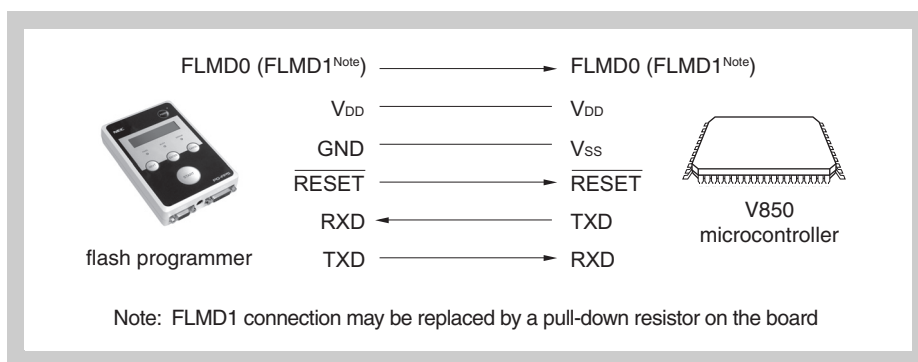 FLMD0 (FLMD1Note) FLMD0 (FLMD1Note)
VDD VDD
GND VSS
RESET RESET
RXD TXD
TXD RXD
NEC
flash programmer
V850
microcontroller
Note: FLMD1 connection may be replaced by a pull-down resistor on the board